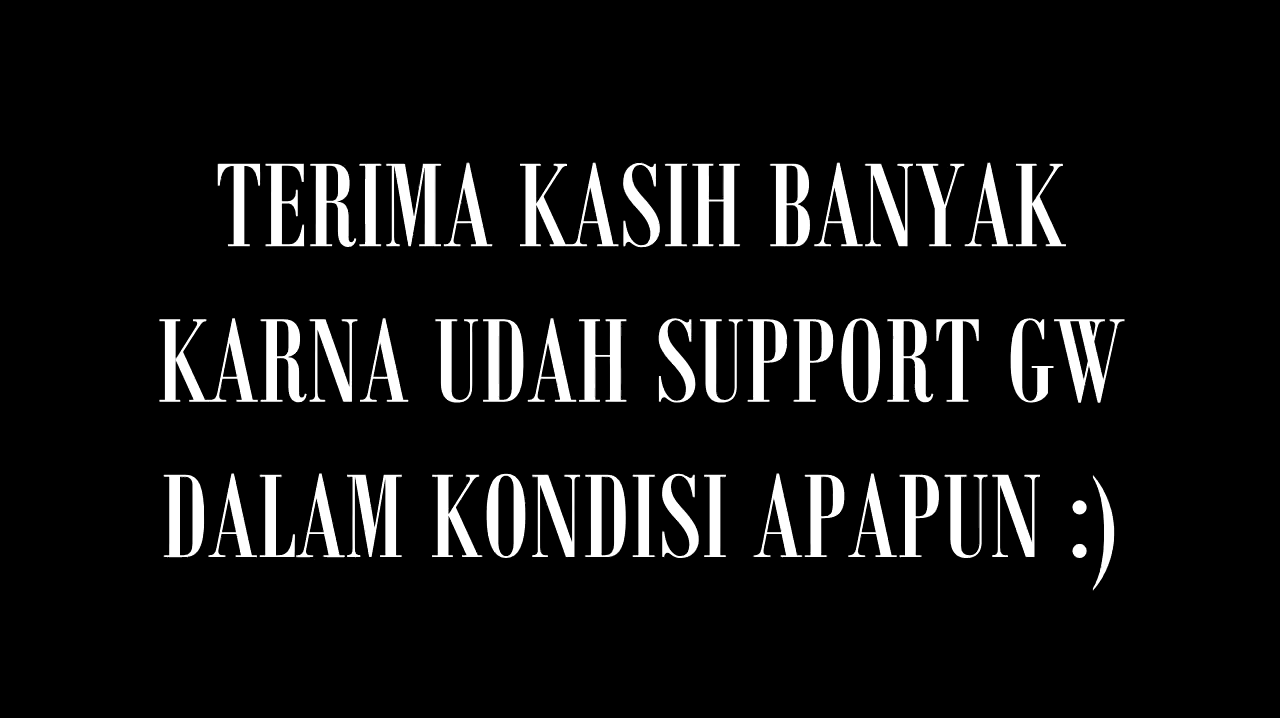 TERIMA KASIH BANYAK
KARNA UDAH SUPPORT GW
DALAM KONDISI APAPUN :)